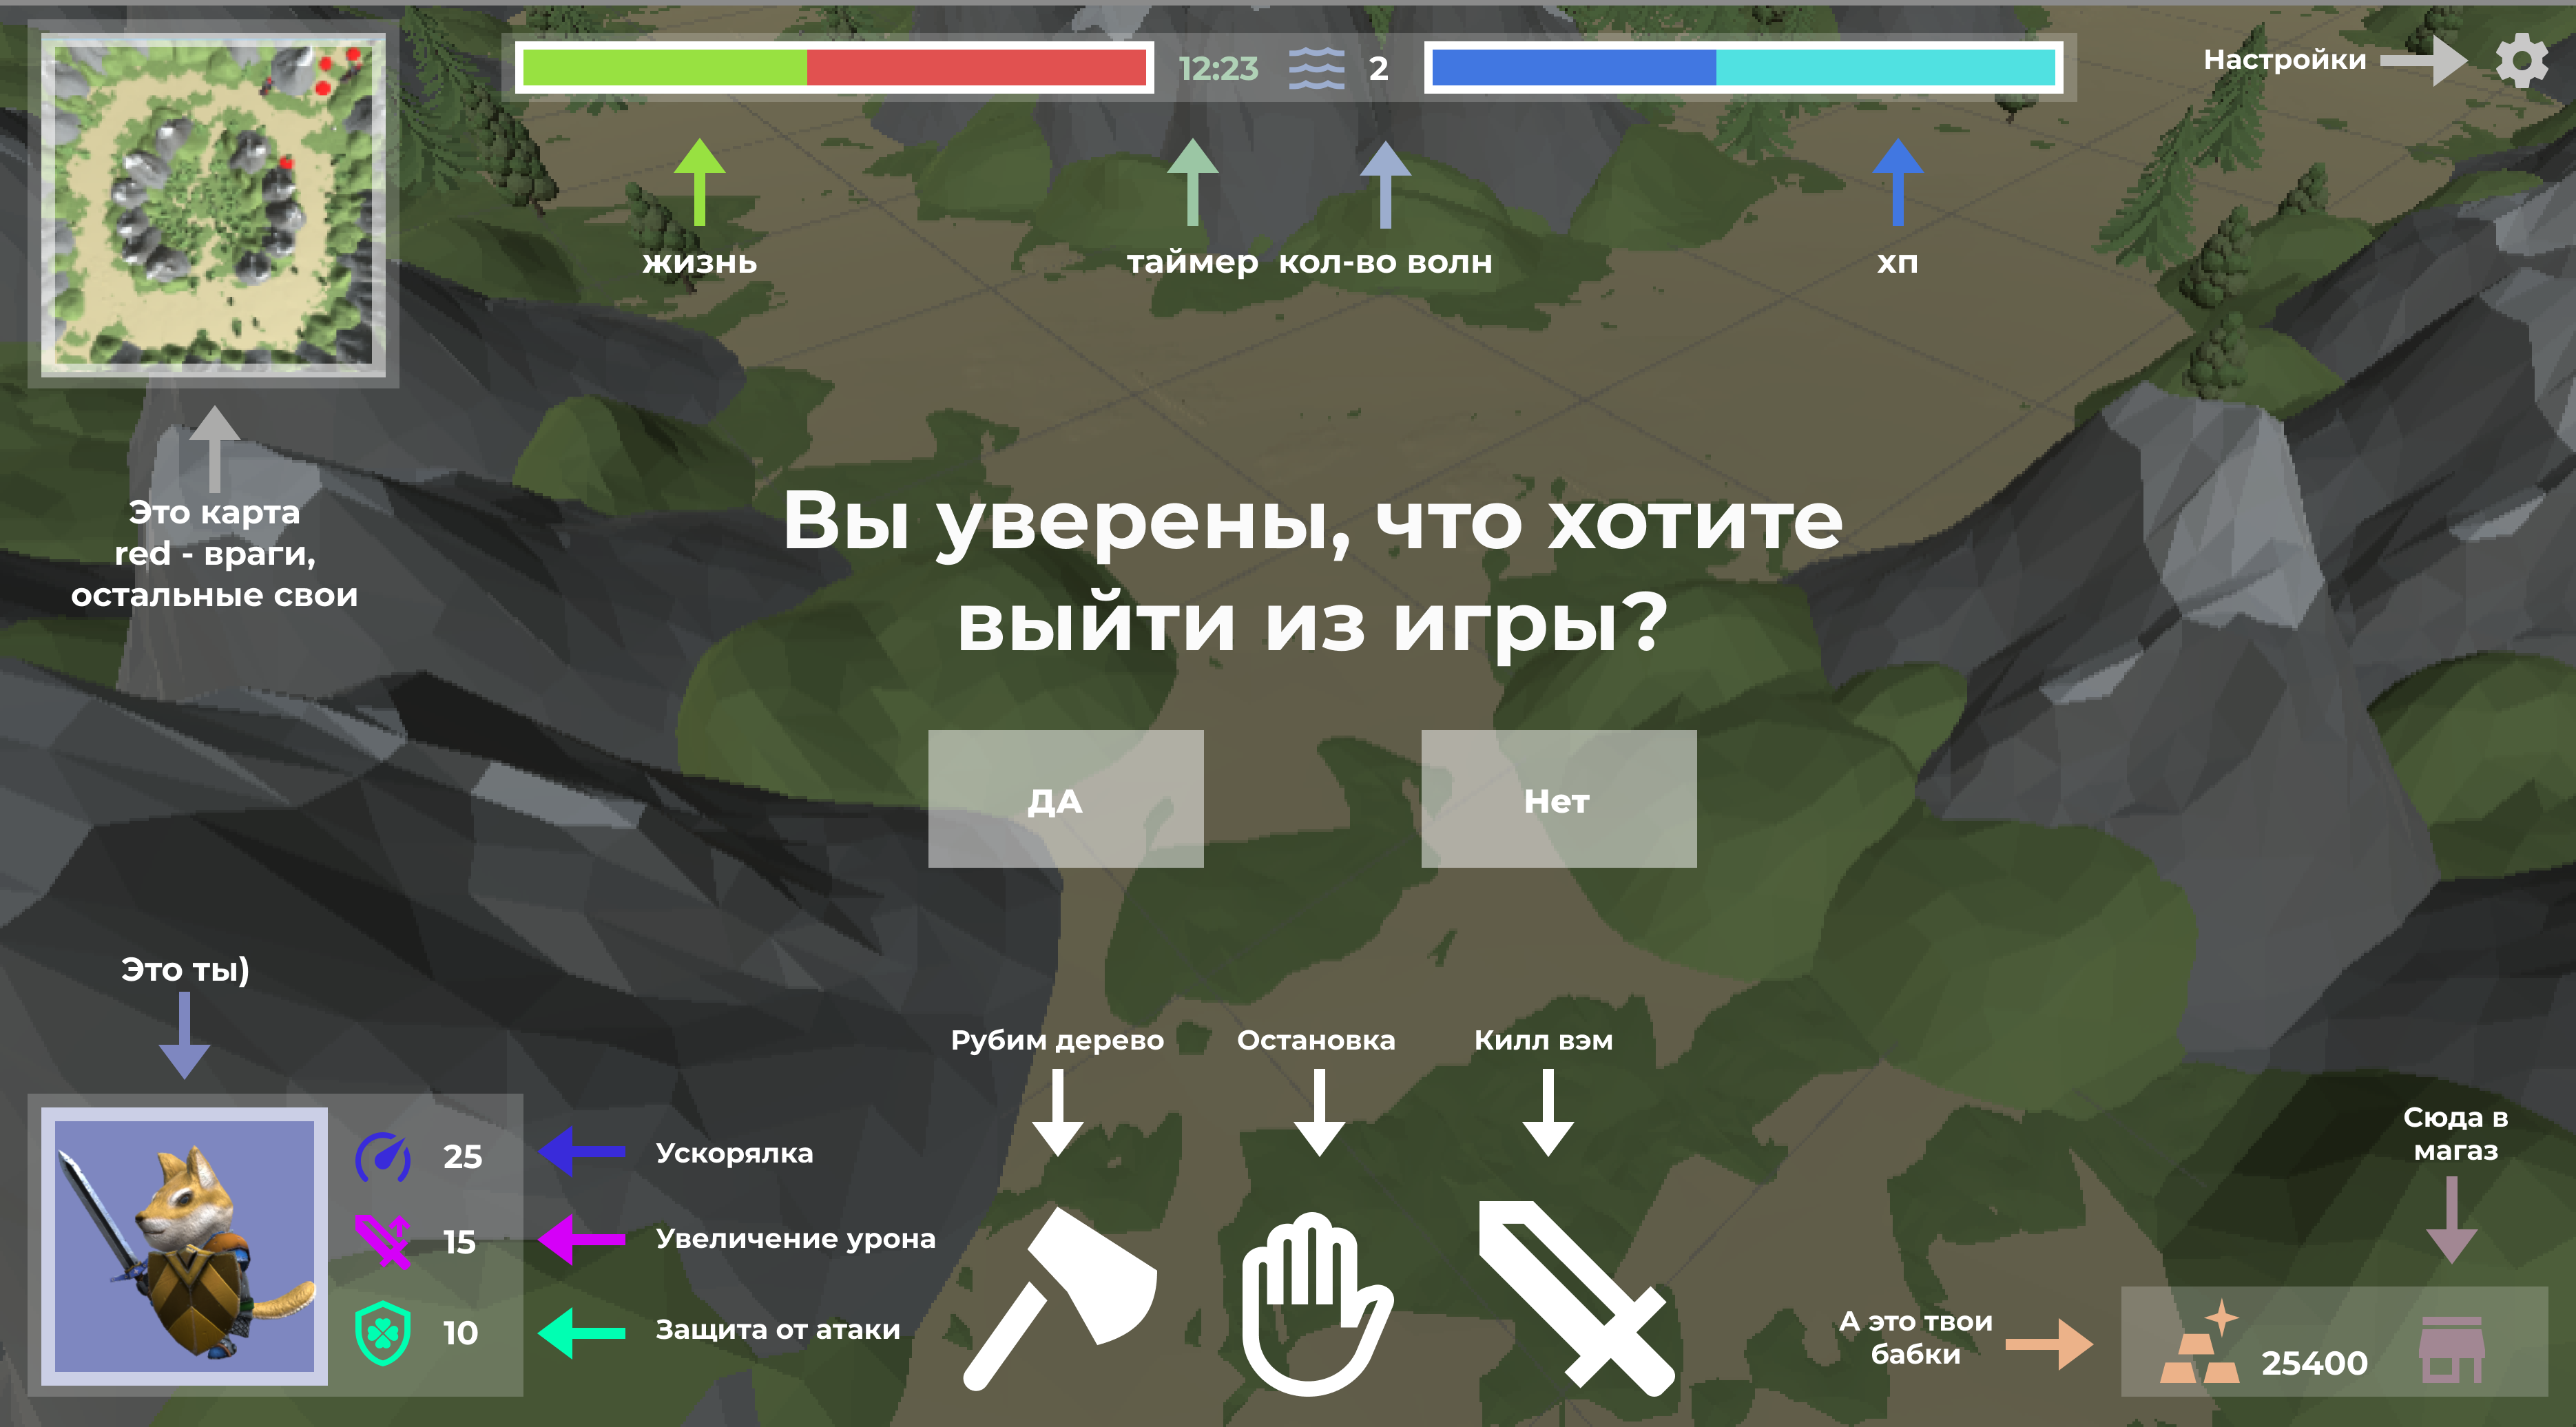 12:23
2
Настройки
жизнь
таймер
кол-во волн
хп
Это карта
red - враги,
остальные свои
Вы уверены, что хотите
выйти из игры?
ДА
Нет
Это ты)
Рубим дерево
Остановка
Килл вэм
25
Ускорялка
15
Увеличение урона
10
Защита от атаки
Сюда в
магаз
А это твои
бабки
25400